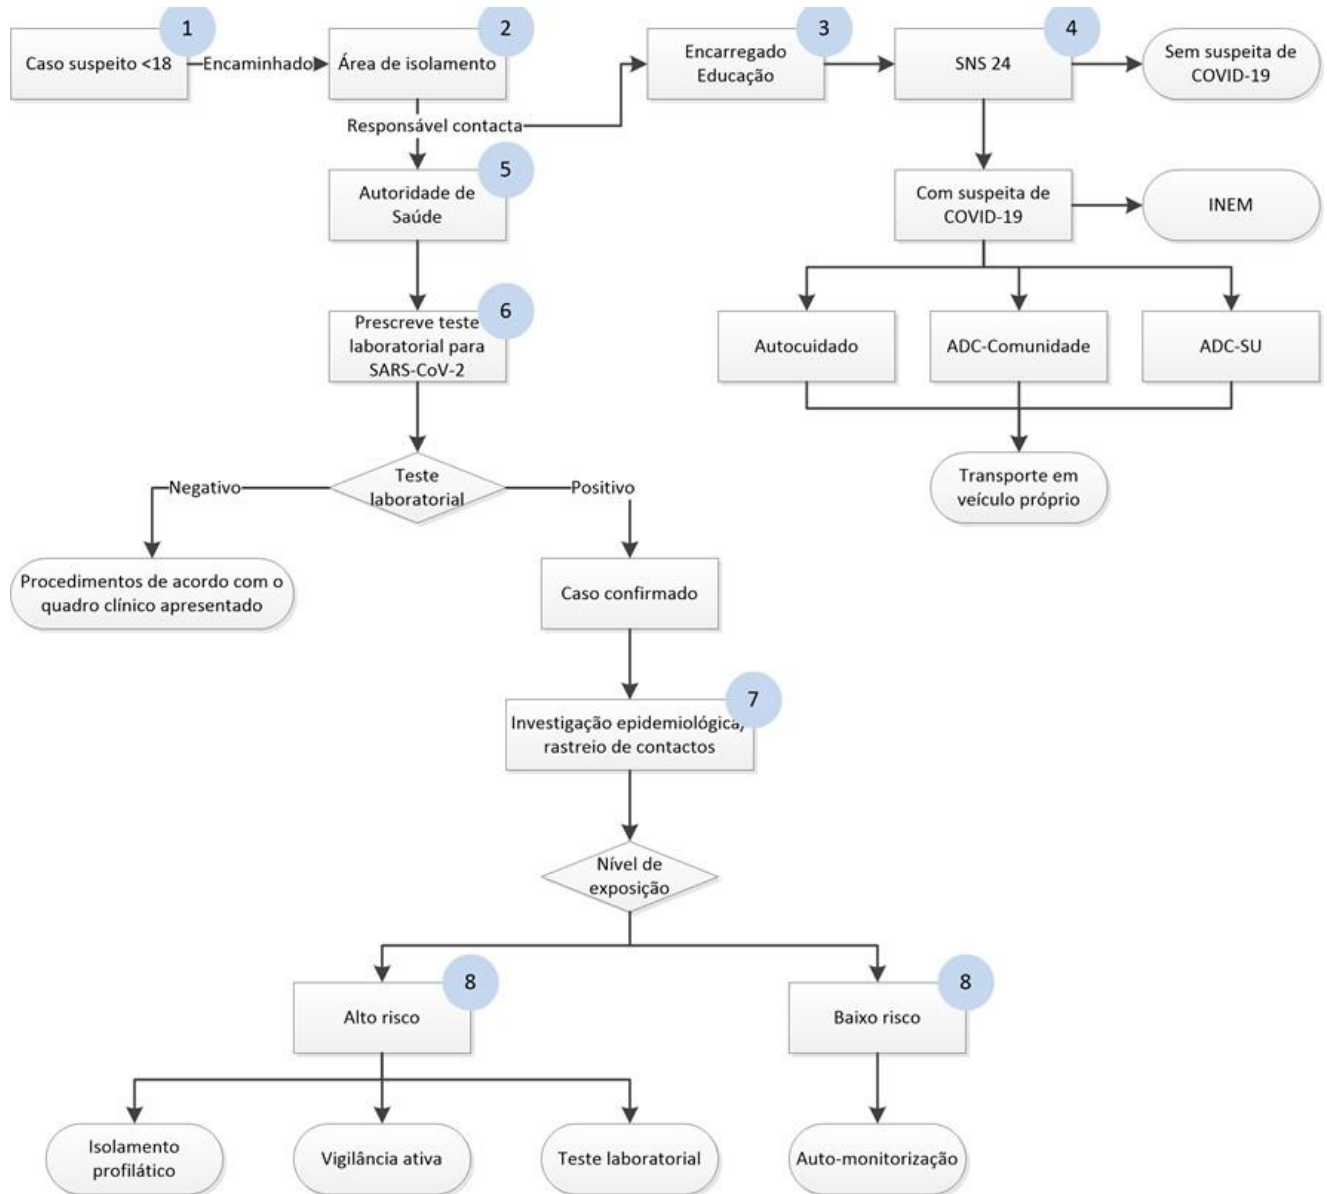 1
Caso suspeito <18
Encaminhado
2
Área de isolamento
Responsável contacta
3
Encarregado
Educação
4
SNS 24
Sem suspeita de
COVID-19
5
Autoridade de
Saúde
Com suspeita de
COVID-19
INEM
6
Prescreve teste
laboratorial para
SARS-CoV-2
Autocuidado
ADC-Comunidade
ADC-SU
Transporte em
veículo próprio
Teste
laboratorial
Negativo
Positivo
Procedimentos de acordo com o
quadro clínico apresentado
Caso confirmado
7
Investigação epidemiológica/
rastreio de contactos
Nível de
exposição
8
Alto risco
8
Baixo risco
Isolamento
profilático
Vigilância ativa
Teste laboratorial
Auto-monitorização